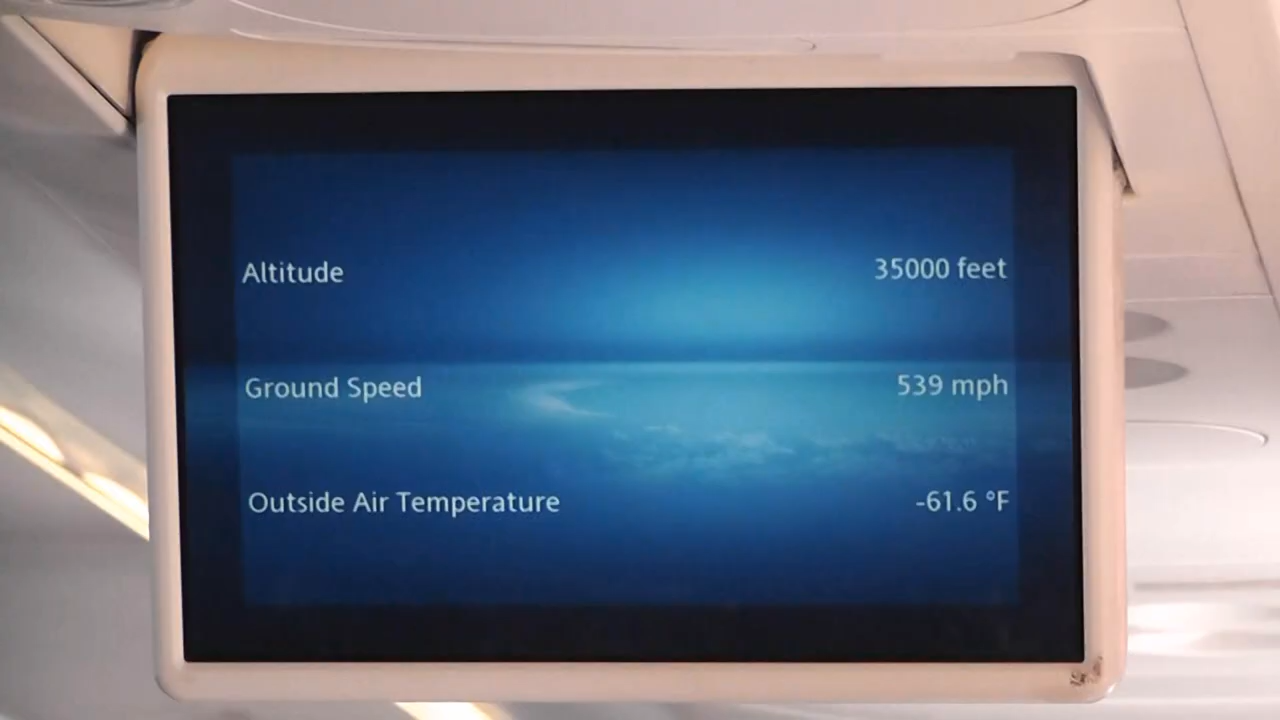 Altitude 35000 feet
Ground Speed 539 mph
Outside Air Temperature -61.6 °F